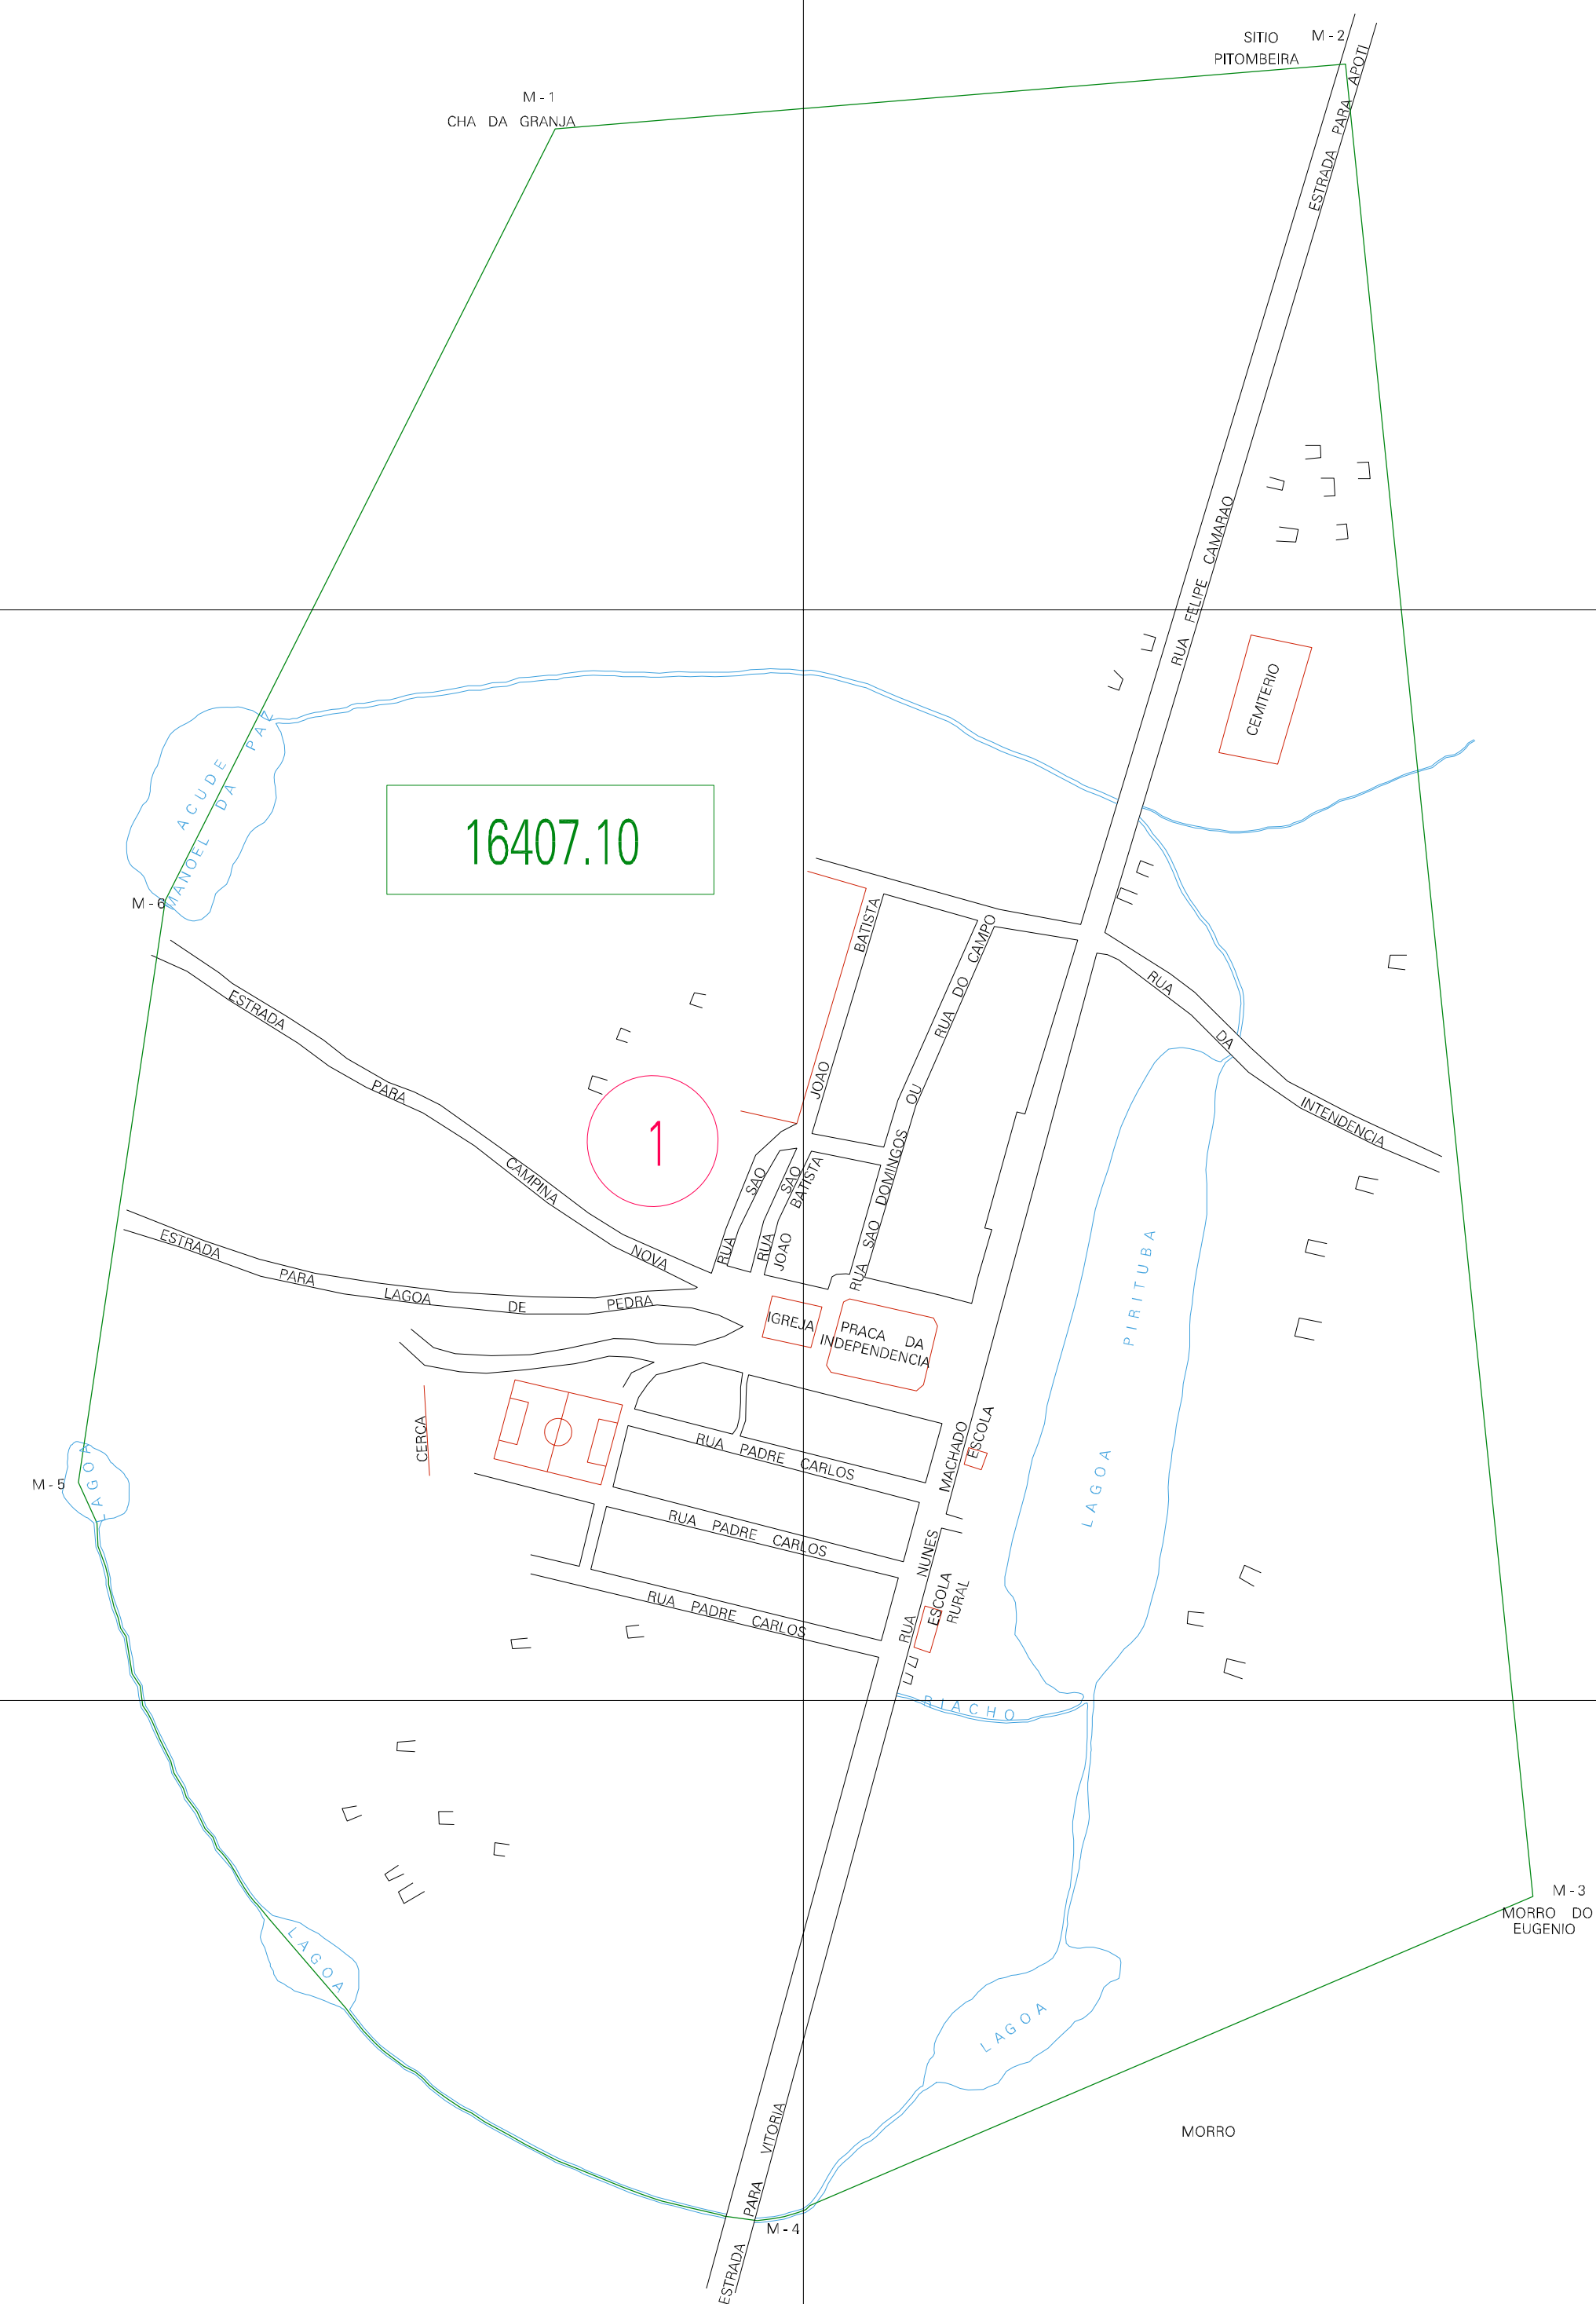 SITIO
PITOMBEIRA
M - 2
M - 1
CHA DA GRANJA
ESTRADA PARA APOTI
RUA FELIPE CAMARAO
CEMITERIO
ACUDE
MANOEL DA PAZ
16407.10
M - 6
BATISTA
JOAO
RUA SAO
RUA SAO DOMINGOS OU RUA DO CAMPO
RUA DA INTENDENCIA
ESTRADA PARA CAMPINA NOVA
1
RUA SAO
JOAO BATISTA
ESTRADA PARA LAGOA DE PEDRA
IGREJA
PRACA DA
INDEPENDENCIA
LAGOA PIRITUBA
CERCA
RUA PADRE CARLOS
ESCOLA
RUA NUNES MACHADO
M - 5
LAGOA
RUA PADRE CARLOS
RUA PADRE CARLOS
ESCOLA
RURAL
RIACHO
M - 3
MORRO DO
EUGENIO
LAGOA
LAGOA
MORRO
ESTRADA PARA VITORIA
M - 4